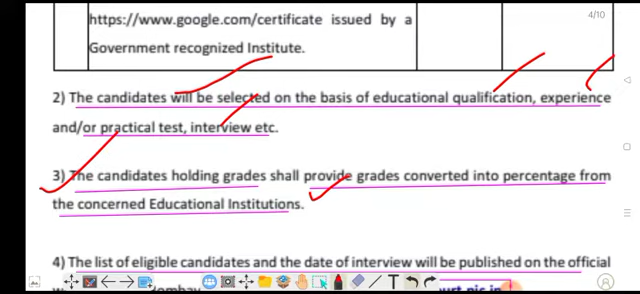 4/10
https://www.google.com/certificate issued by a
Government recognized Institute.
2) The candidates will be selected on the basis of educational qualification, experience
and/or practical test, interview etc.
3) The candidates holding grades shall provide grades converted into percentage from
the concerned Educational Institutions.
4) The list of eligible candidates and the date of interview will be published on the official